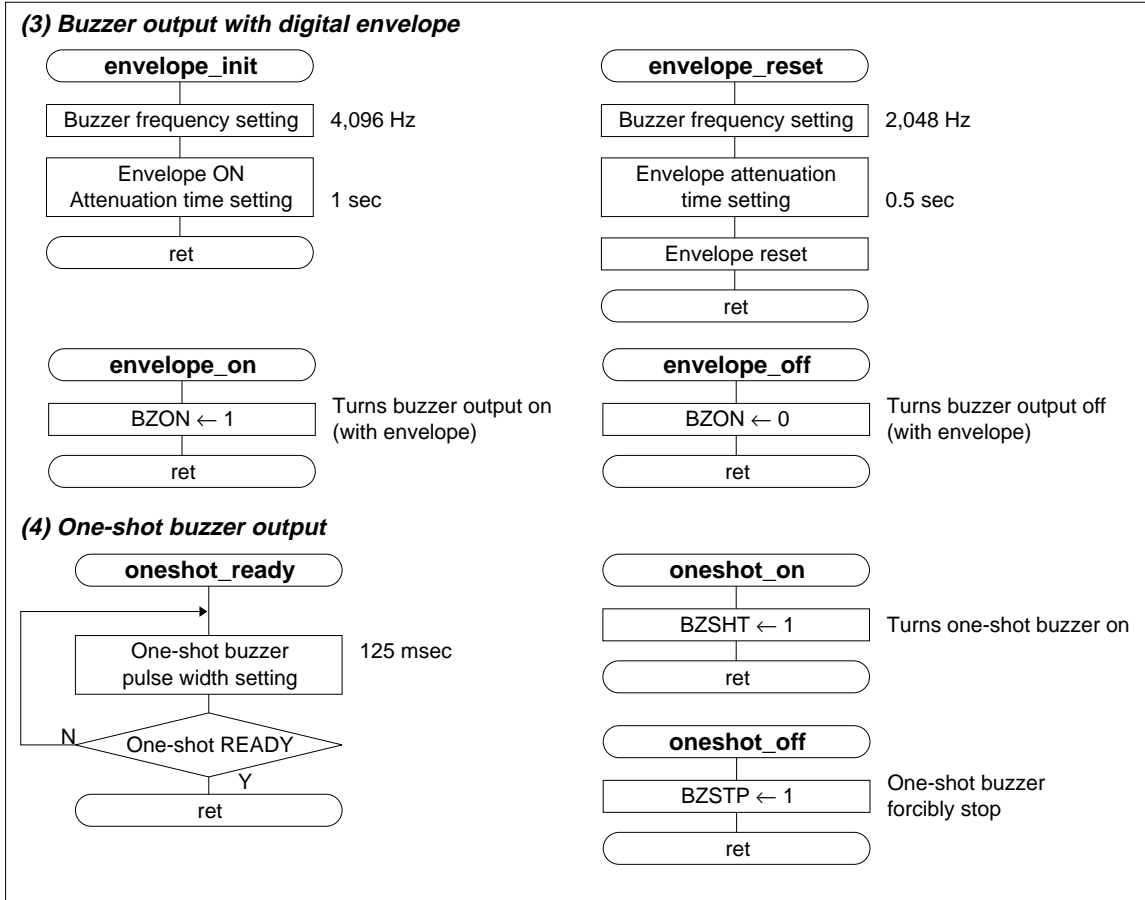 (3) Buzzer output with digital envelope
envelope_init
Buzzer frequency setting
4,096 Hz
Envelope ON
Attenuation time setting
1 sec
ret
envelope_reset
Buzzer frequency setting
2,048 Hz
Envelope attenuation
time setting
0.5 sec
Envelope reset
ret
envelope_on
BZON ← 1
Turns buzzer output on
(with envelope)
ret
envelope_off
BZON ← 0
Turns buzzer output off
(with envelope)
ret
(4) One-shot buzzer output
oneshot_ready
One-shot buzzer
pulse width setting
125 msec
N
One-shot READY
Y
ret
oneshot_on
BZSHT ← 1
Turns one-shot buzzer on
ret
oneshot_off
BZSTP ← 1
One-shot buzzer
forcibly stop
ret